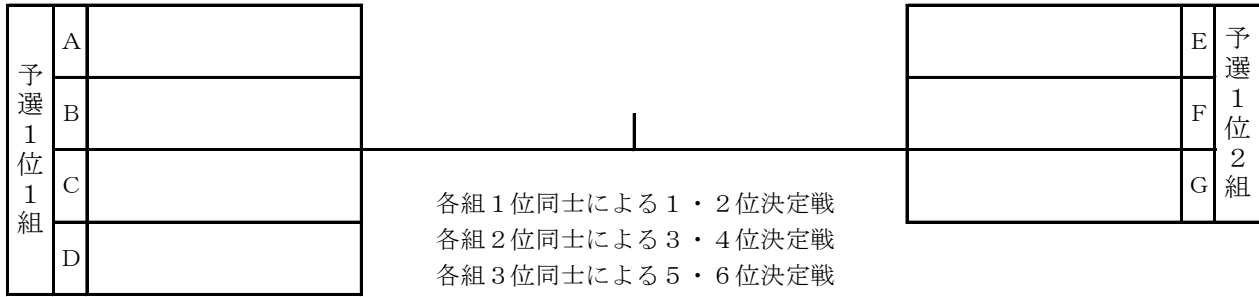 予選１位１組
A
B
C
D
各組１位同士による１・２位決定戦
各組２位同士による３・４位決定戦
各組３位同士による５・６位決定戦
E
F
G
予選１位２組